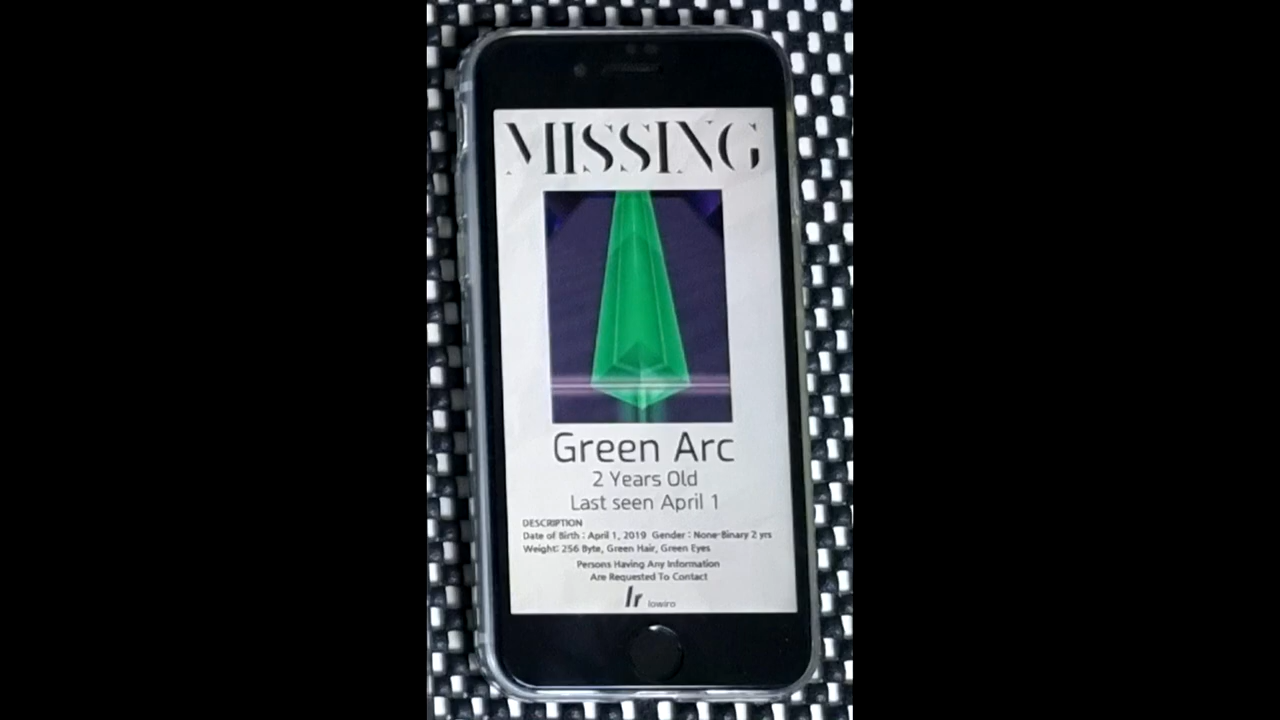 MISSING
Green Arc
2 Years Old
Last seen April 1
DESCRIPTION
Date of Birth : April 1, 2019 Gender : None-Binary 2 yrs
Weight: 256 Byte, Green Hair, Green Eyes
Persons Having Any Information
Are Requested To Contact
lr lowiro